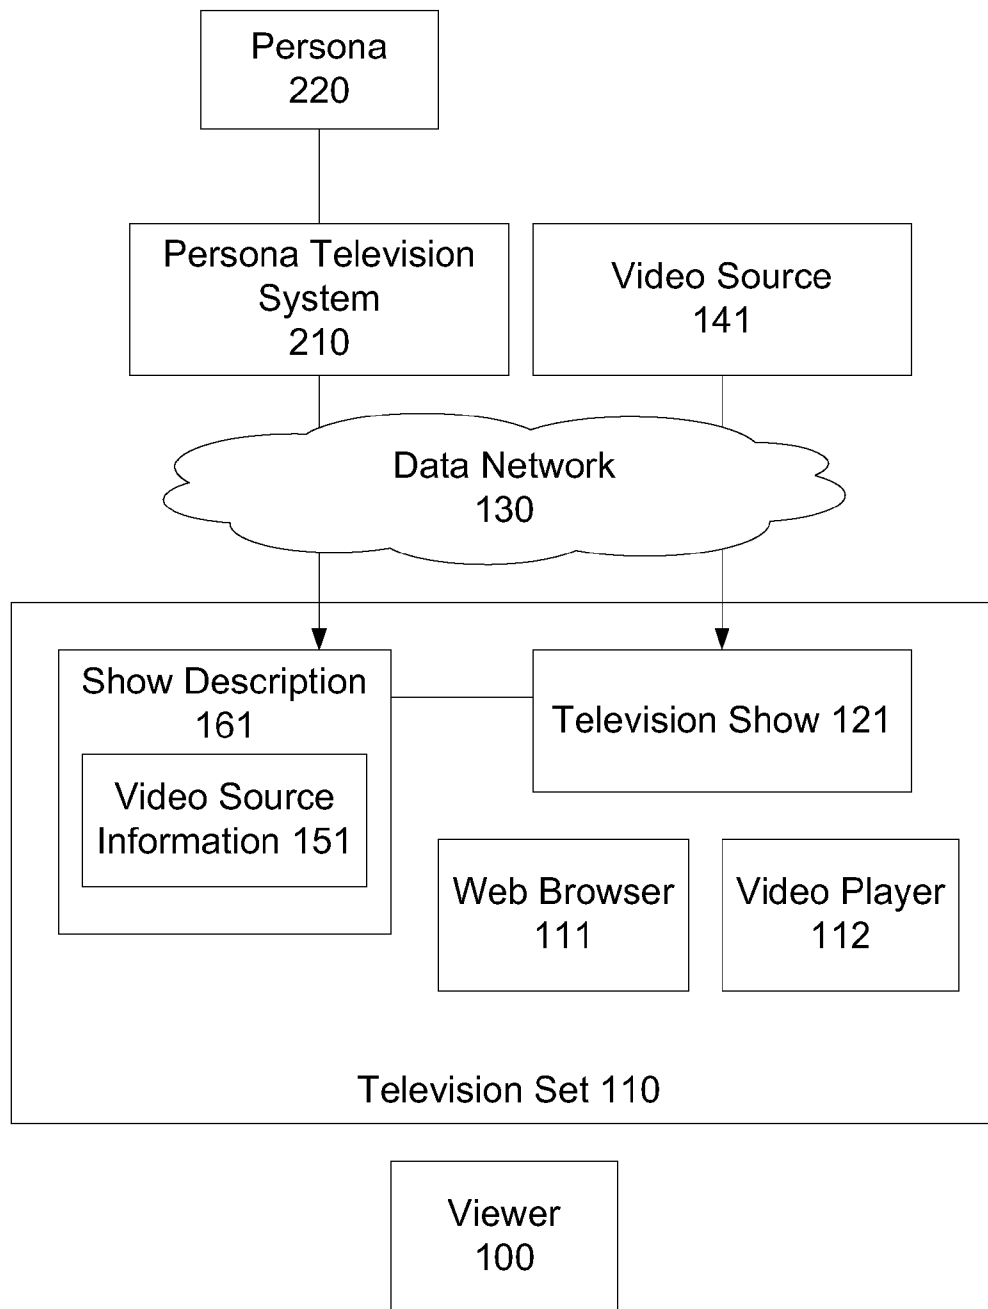 Persona
220
Persona Television
System
210
Video Source
141
Data Network
130
Show Description
161
Video Source
Information 151
Television Show 121
Web Browser
111
Video Player
112
Television Set 110
Viewer
100